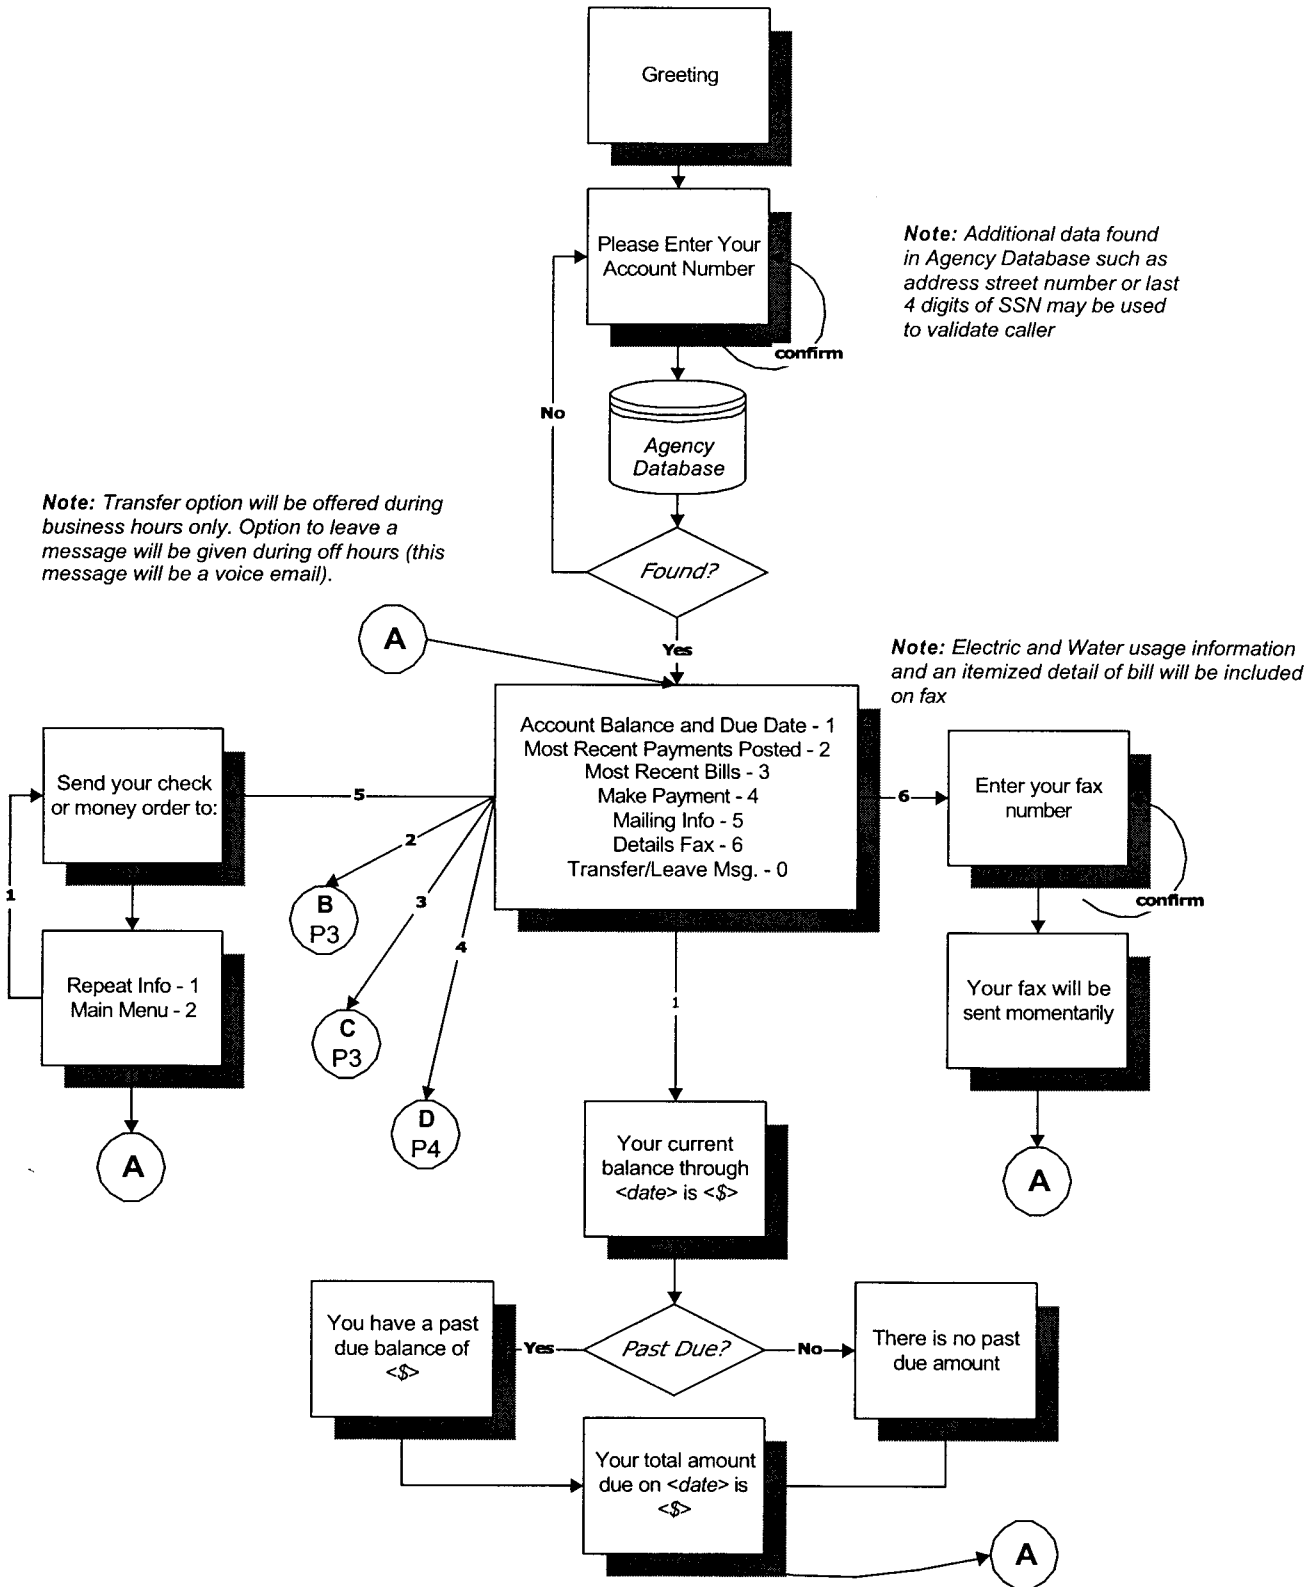 Greeting
Please Enter Your
Account Number
Note: Additional data found
in Agency Database such as
address street number or last
4 digits of SSN may be used
to validate caller
confirm
No
Agency
Database
Note: Transfer option will be offered during
business hours only. Option to leave a
message will be given during off hours (this
message will be a voice email).
Found?
A
Yes
Note: Electric and Water usage information
and an itemized detail of bill will be included
on fax
Account Balance and Due Date - 1
Most Recent Payments Posted - 2
Most Recent Bills - 3
Make Payment - 4
Mailing Info - 5
Details Fax - 6
Transfer/Leave Msg. - 0
Send your check
or money order to:
5
6
Enter your fax
number
confirm
2
3
4
1
B
P3
C
P3
D
P4
Repeat Info - 1
Main Menu - 2
A
1
Your fax will be
sent momentarily
A
Your current
balance through
<date> is <$>
You have a past
due balance of
<$>
Yes
Past Due?
No
There is no past
due amount
Your total amount
due on <date> is
<$>
A